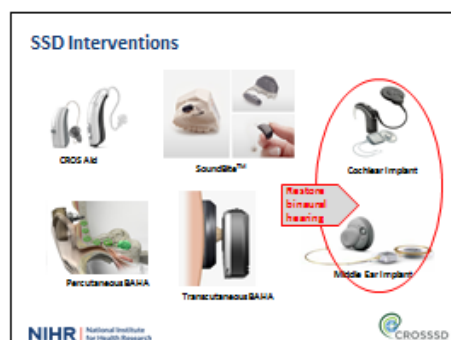 SSD Interventions
CROS Aid
SoundBite™
Cochlear Implant
Restore
binaural
hearing
Percutaneous BAHA
Transcutaneous BAHA
Middle Ear Implant
NIHR | National Institute
for Health Research
CROSSSD